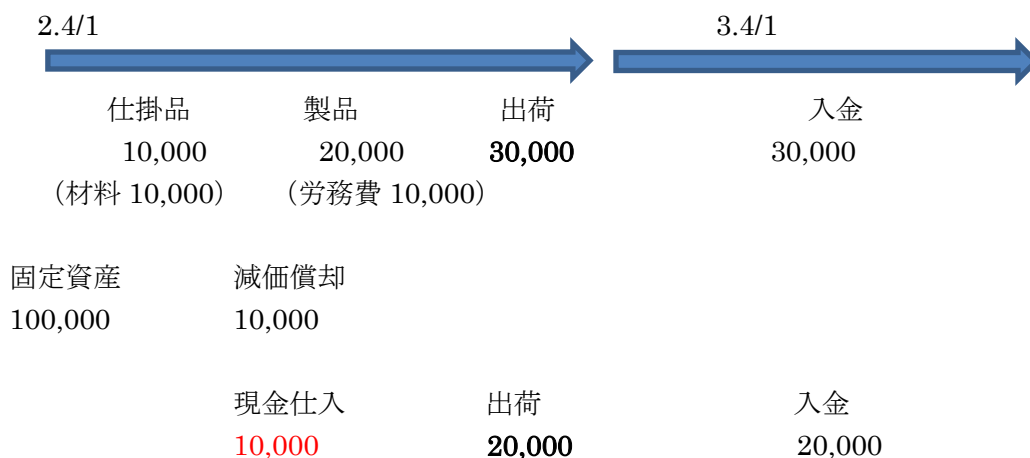 2.4/1 3.4/1
仕掛品 製品 出荷 入金
10,000 20,000 30,000 30,000
（材料 10,000） （労務費 10,000）
固定資産 減価償却
100,000 10,000
現金仕入 出荷 入金
10,000 20,000 20,000